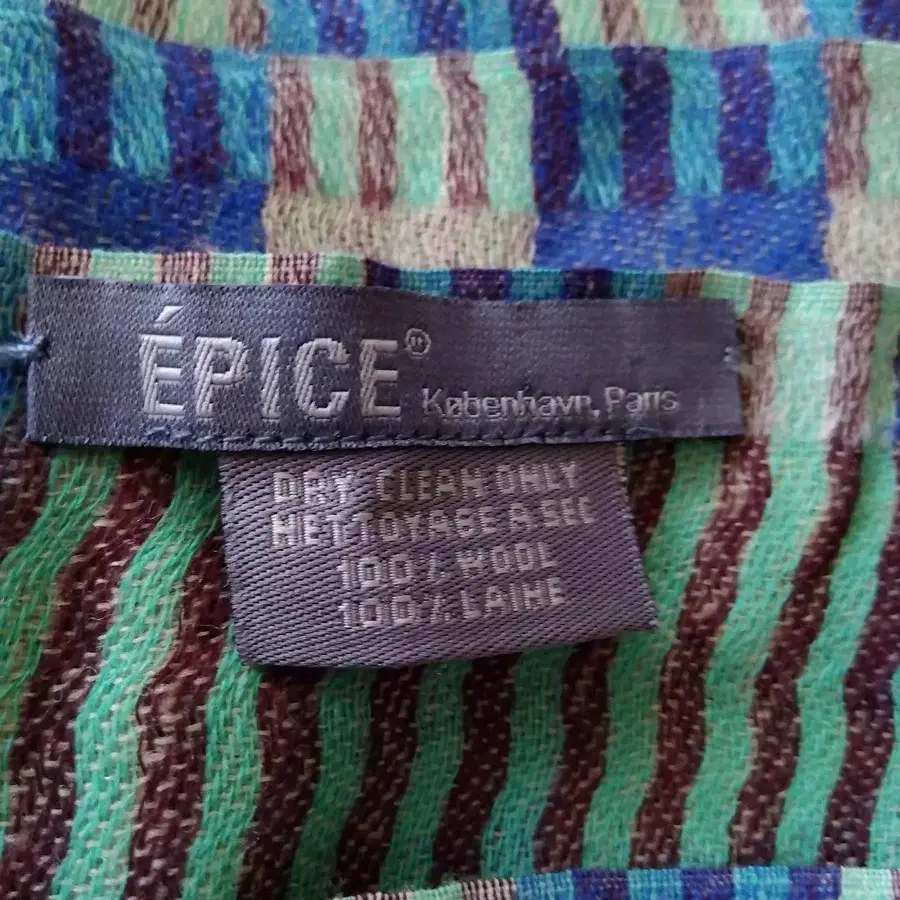 ÉPICE® København, Paris
DRY CLEAN ONLY
NETTOYAGE A SEC
100% WOOL
100% LAINE